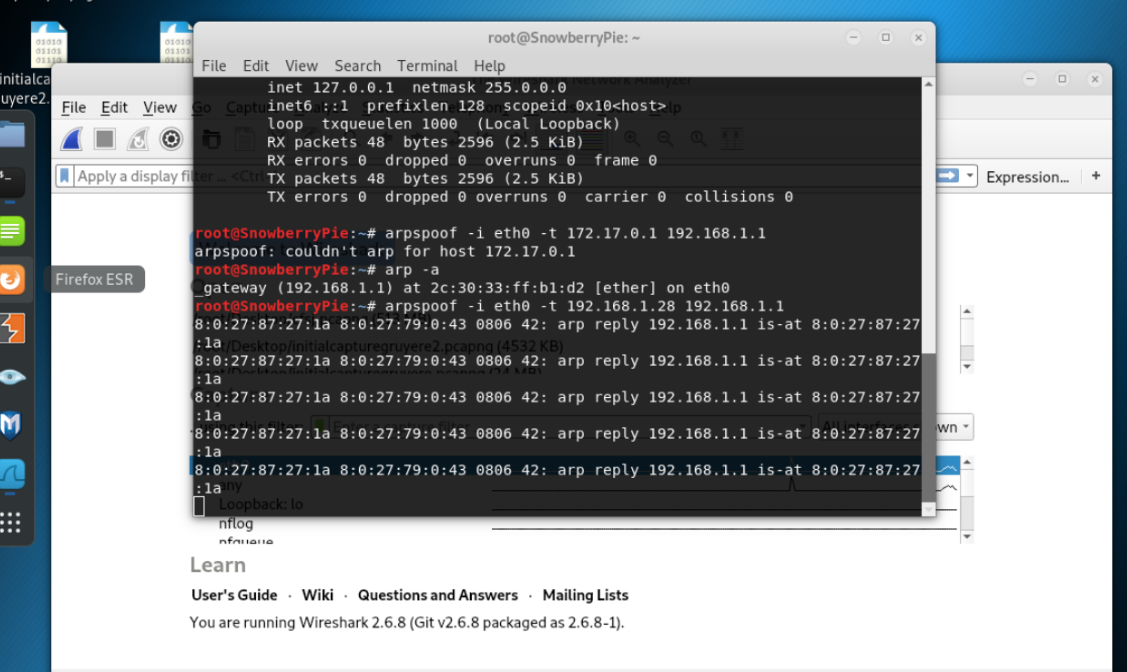 root@SnowberryPie: ~
File Edit View Search Terminal Help
inet 127.0.0.1 netmask 255.0.0.0
inet6 ::1 prefixlen 128 scopeid 0x10<host>
loop txqueuelen 1000 (Local Loopback)
RX packets 48 bytes 2596 (2.5 KiB)
RX errors 0 dropped 0 overruns 0 frame 0
TX packets 48 bytes 2596 (2.5 KiB)
TX errors 0 dropped 0 overruns 0 carrier 0 collisions 0
root@SnowberryPie:~# arpspoof -i eth0 -t 172.17.0.1 192.168.1.1
arpspoof: couldn't arp for host 172.17.0.1
root@SnowberryPie:~# arp -a
_gateway (192.168.1.1) at 2c:30:33:ff:b1:d2 [ether] on eth0
root@SnowberryPie:~# arpspoof -i eth0 -t 192.168.1.28 192.168.1.1
8:0:27:87:27:1a 8:0:27:79:0:43 0806 42: arp reply 192.168.1.1 is-at 8:0:27:87:27
:1a
8:0:27:87:27:1a 8:0:27:79:0:43 0806 42: arp reply 192.168.1.1 is-at 8:0:27:87:27
:1a
8:0:27:87:27:1a 8:0:27:79:0:43 0806 42: arp reply 192.168.1.1 is-at 8:0:27:87:27
:1a
8:0:27:87:27:1a 8:0:27:79:0:43 0806 42: arp reply 192.168.1.1 is-at 8:0:27:87:27
:1a
8:0:27:87:27:1a 8:0:27:79:0:43 0806 42: arp reply 192.168.1.1 is-at 8:0:27:87:27
:1a
initialca
uyere2.
File Edit View Go
Apply a display filter ... <Ctrl
Expression... +
Firefox ESR
/root/Desktop/initialcapturegruyere2.pcapng (4532 KB)
any
Loopback: lo
nflog
nfqueue
Learn
User's Guide · Wiki · Questions and Answers · Mailing Lists
You are running Wireshark 2.6.8 (Git v2.6.8 packaged as 2.6.8-1).